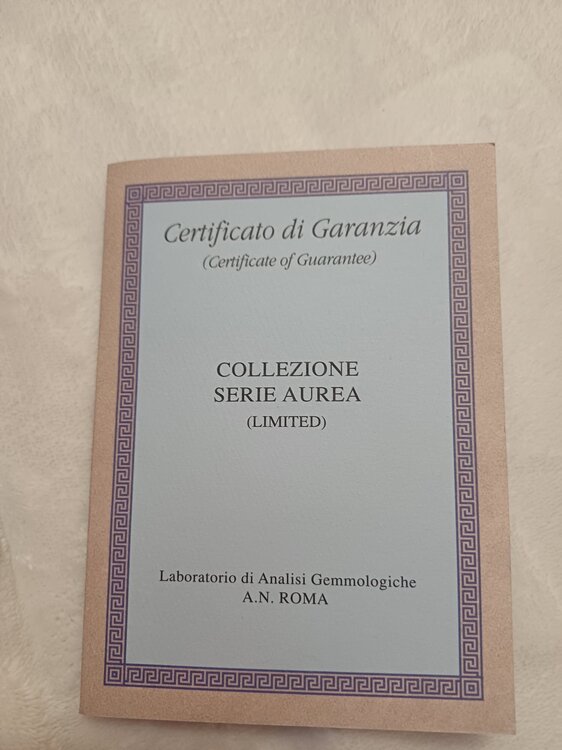 Certificato di Garanzia
(Certificate of Guarantee)
COLLEZIONE
SERIE AUREA
(LIMITED)
Laboratorio di Analisi Gemmologiche
A.N. ROMA